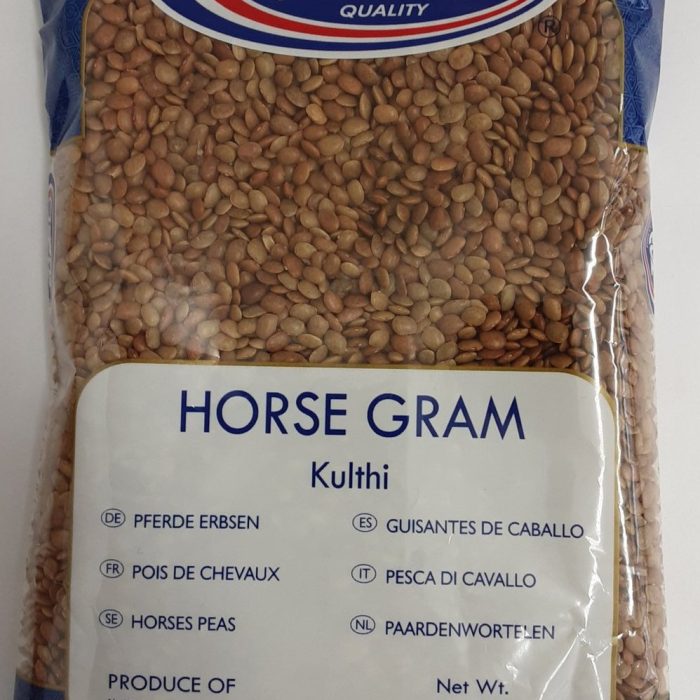 QUALITY
®
HORSE GRAM
Kulthi
DE PFERDE ERBSEN
ES GUISANTES DE CABALLO
FR POIS DE CHEVAUX
IT PESCA DI CAVALLO
SE HORSES PEAS
NL PAARDENWORTELEN
PRODUCE OF
Net Wt.